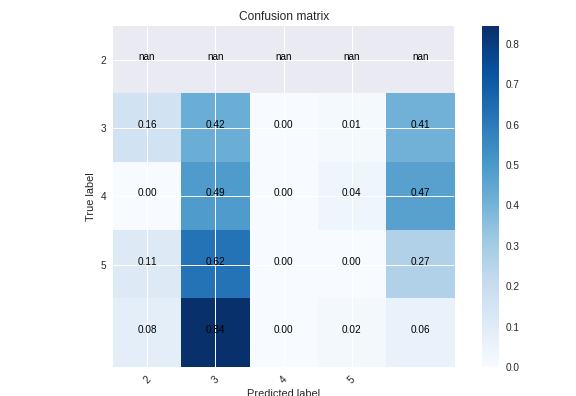 Confusion matrix
2 nan nan nan nan nan
3 0.16 0.42 0.00 0.01 0.41
4 0.00 0.49 0.00 0.04 0.47
5 0.11 0.62 0.00 0.00 0.27
0.08 0.84 0.00 0.02 0.06
2 3 4 5
True label
Predicted label
0.8
0.7
0.6
0.5
0.4
0.3
0.2
0.1
0.0